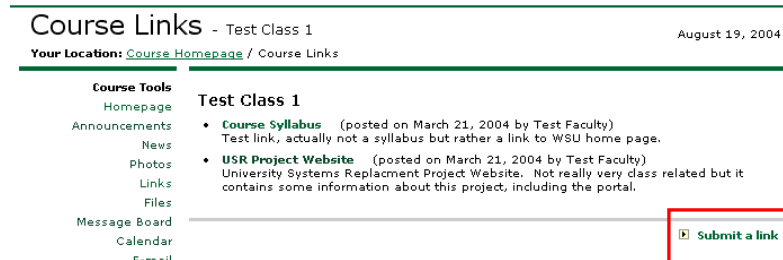 Course Links - Test Class 1
August 19, 2004
Your Location: Course Homepage / Course Links
Course Tools
Homepage
Announcements
News
Photos
Links
Files
Message Board
Calendar
E-mail
Test Class 1
• Course Syllabus (posted on March 21, 2004 by Test Faculty)
Test link, actually not a syllabus but rather a link to WSU home page.
• USR Project Website (posted on March 21, 2004 by Test Faculty)
University Systems Replacment Project Website. Not really very class related but it
contains some information about this project, including the portal.
Submit a link